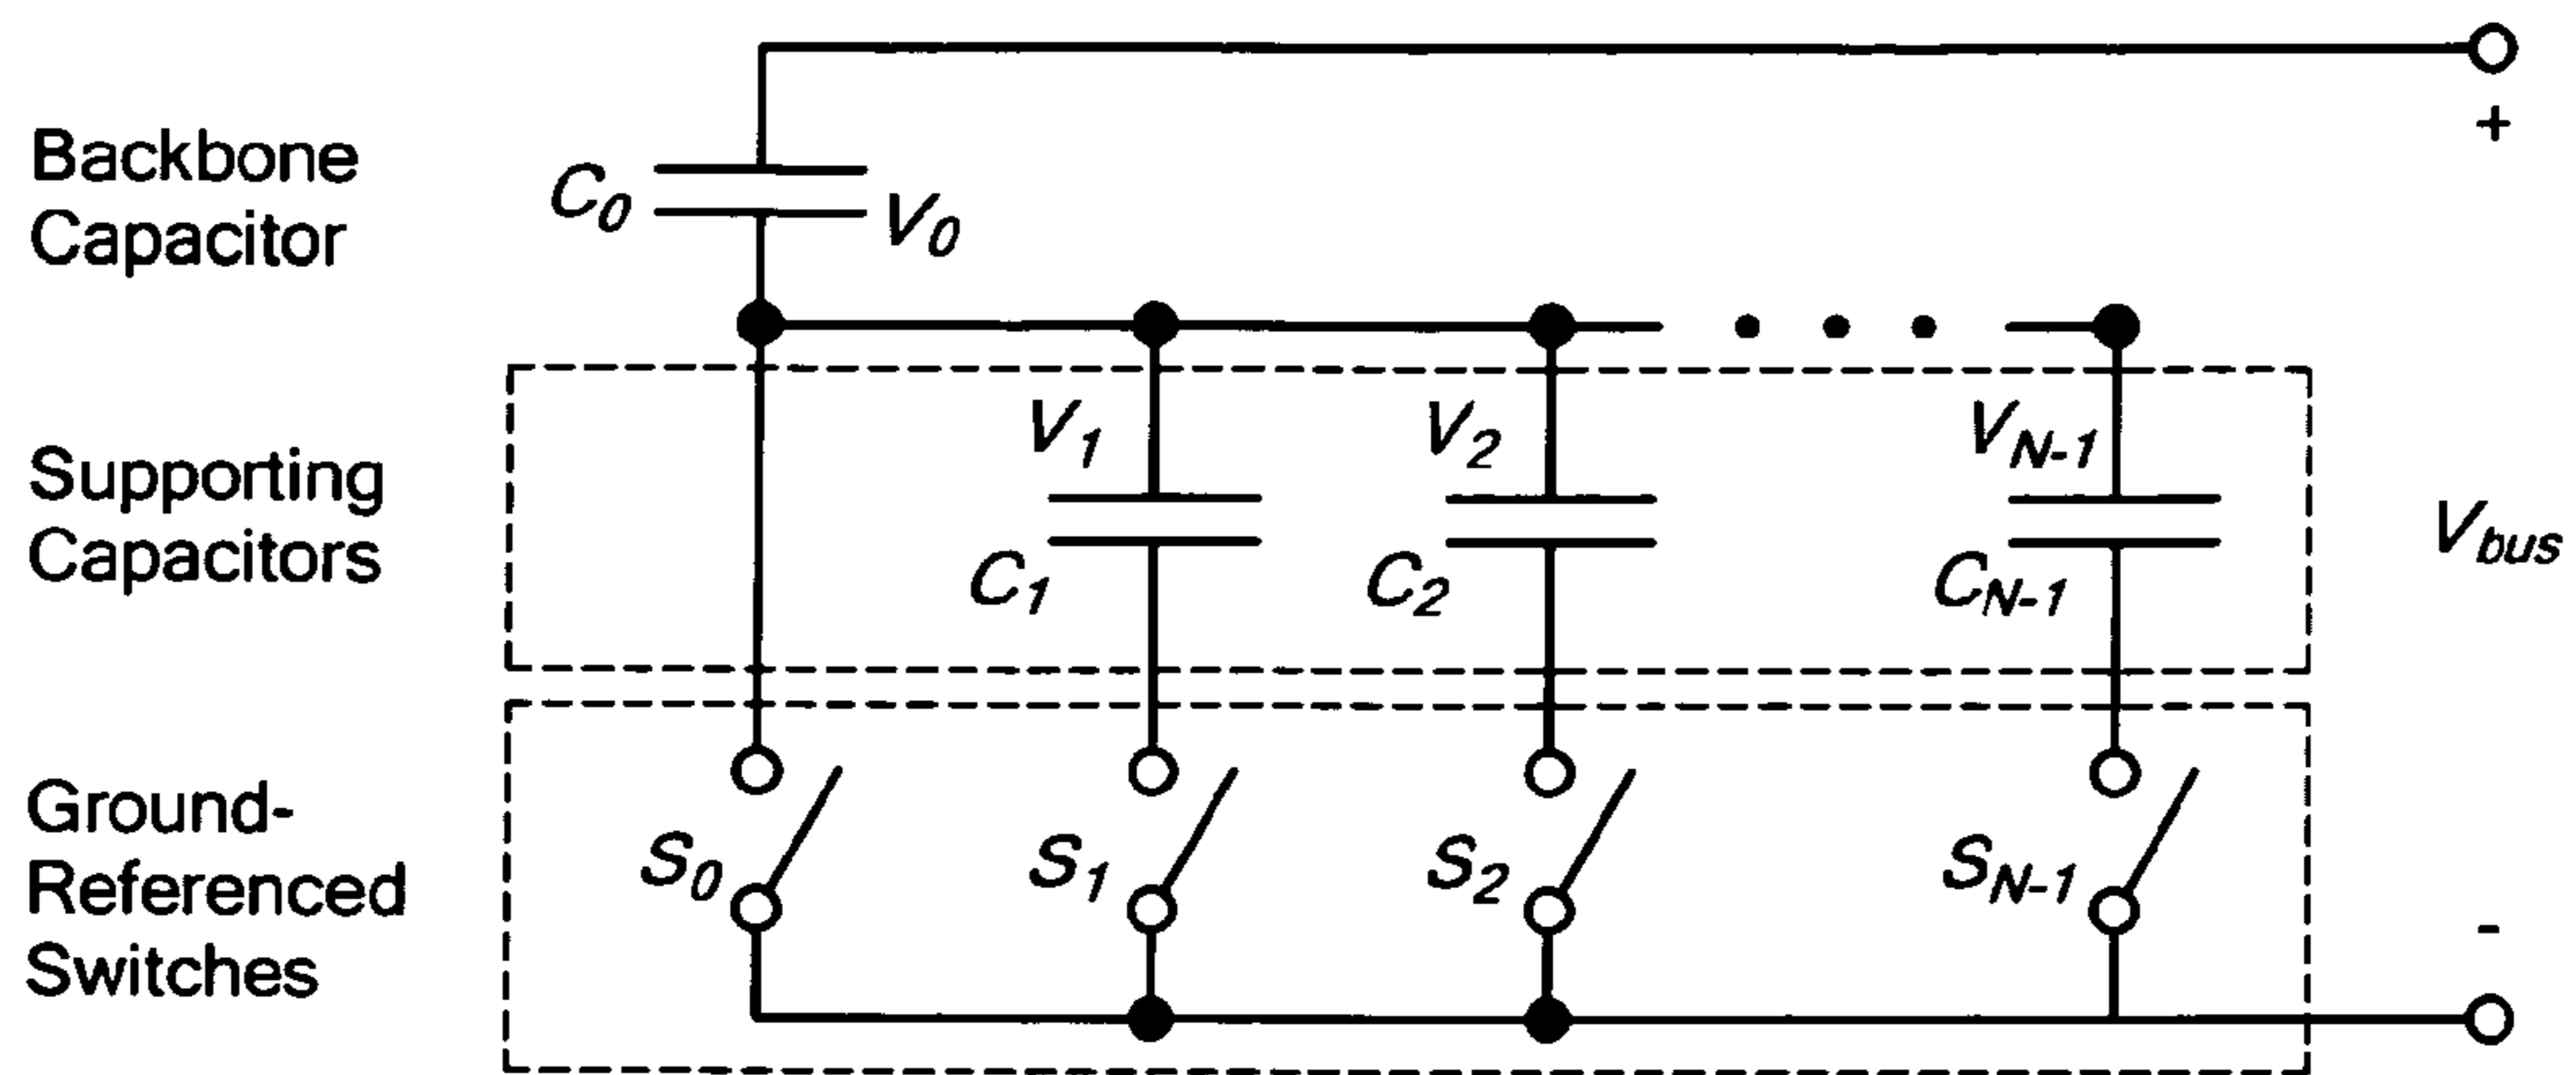 Backbone
Capacitor
C0
V0
+
Supporting
Capacitors
V1
V2
VN-1
C1
C2
CN-1
Vbus
Ground-
Referenced
Switches
S0
S1
S2
SN-1
-